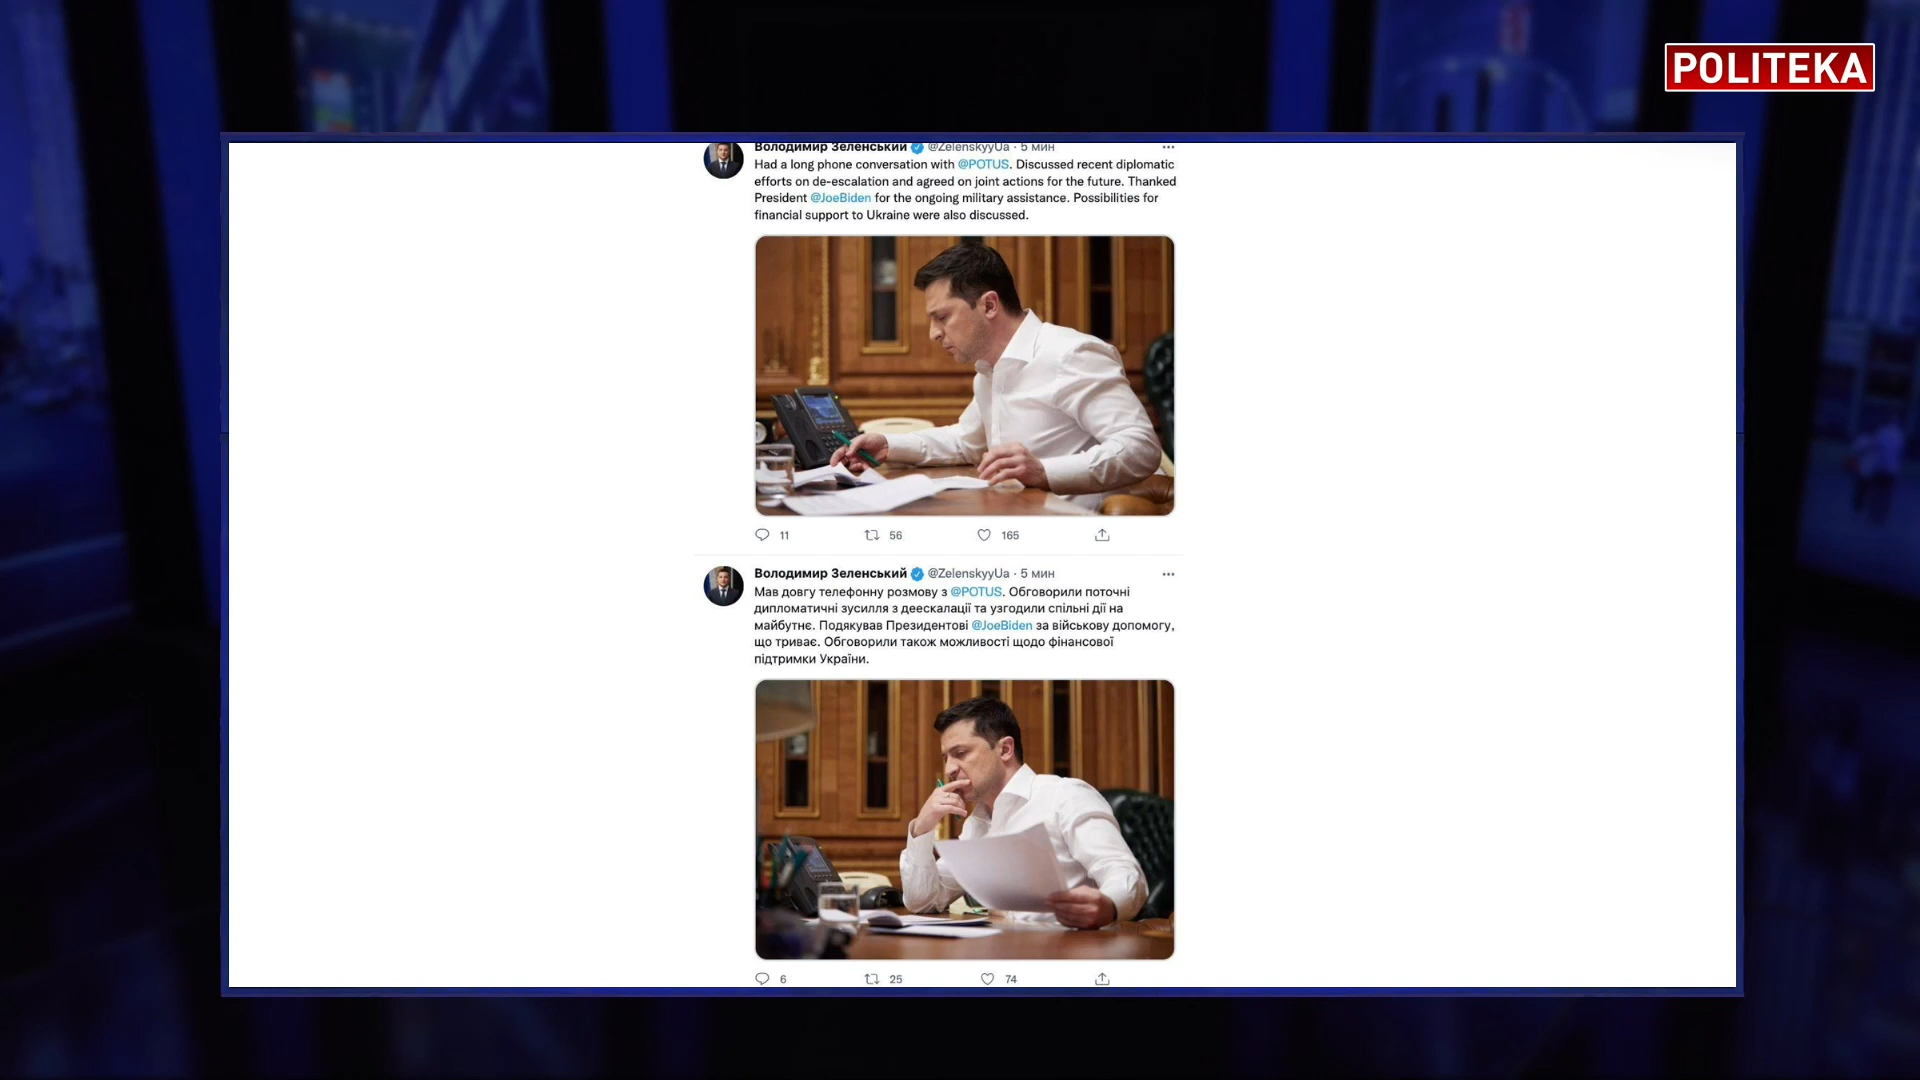 POLITEKA
Володимир Зеленський @ZelenskyyUa · 5 мин
Had a long phone conversation with @POTUS. Discussed recent diplomatic
efforts on de-escalation and agreed on joint actions for the future. Thanked
President @JoeBiden for the ongoing military assistance. Possibilities for
financial support to Ukraine were also discussed.
11 56 165
Володимир Зеленський @ZelenskyyUa · 5 мин
Мав довгу телефонну розмову з @POTUS. Обговорили поточні
дипломатичні зусилля з деескалації та узгодили спільні дії на
майбутнє. Подякував Президентові @JoeBiden за військову допомогу,
що триває. Обговорили також можливості щодо фінансової
підтримки України.
6 25 74